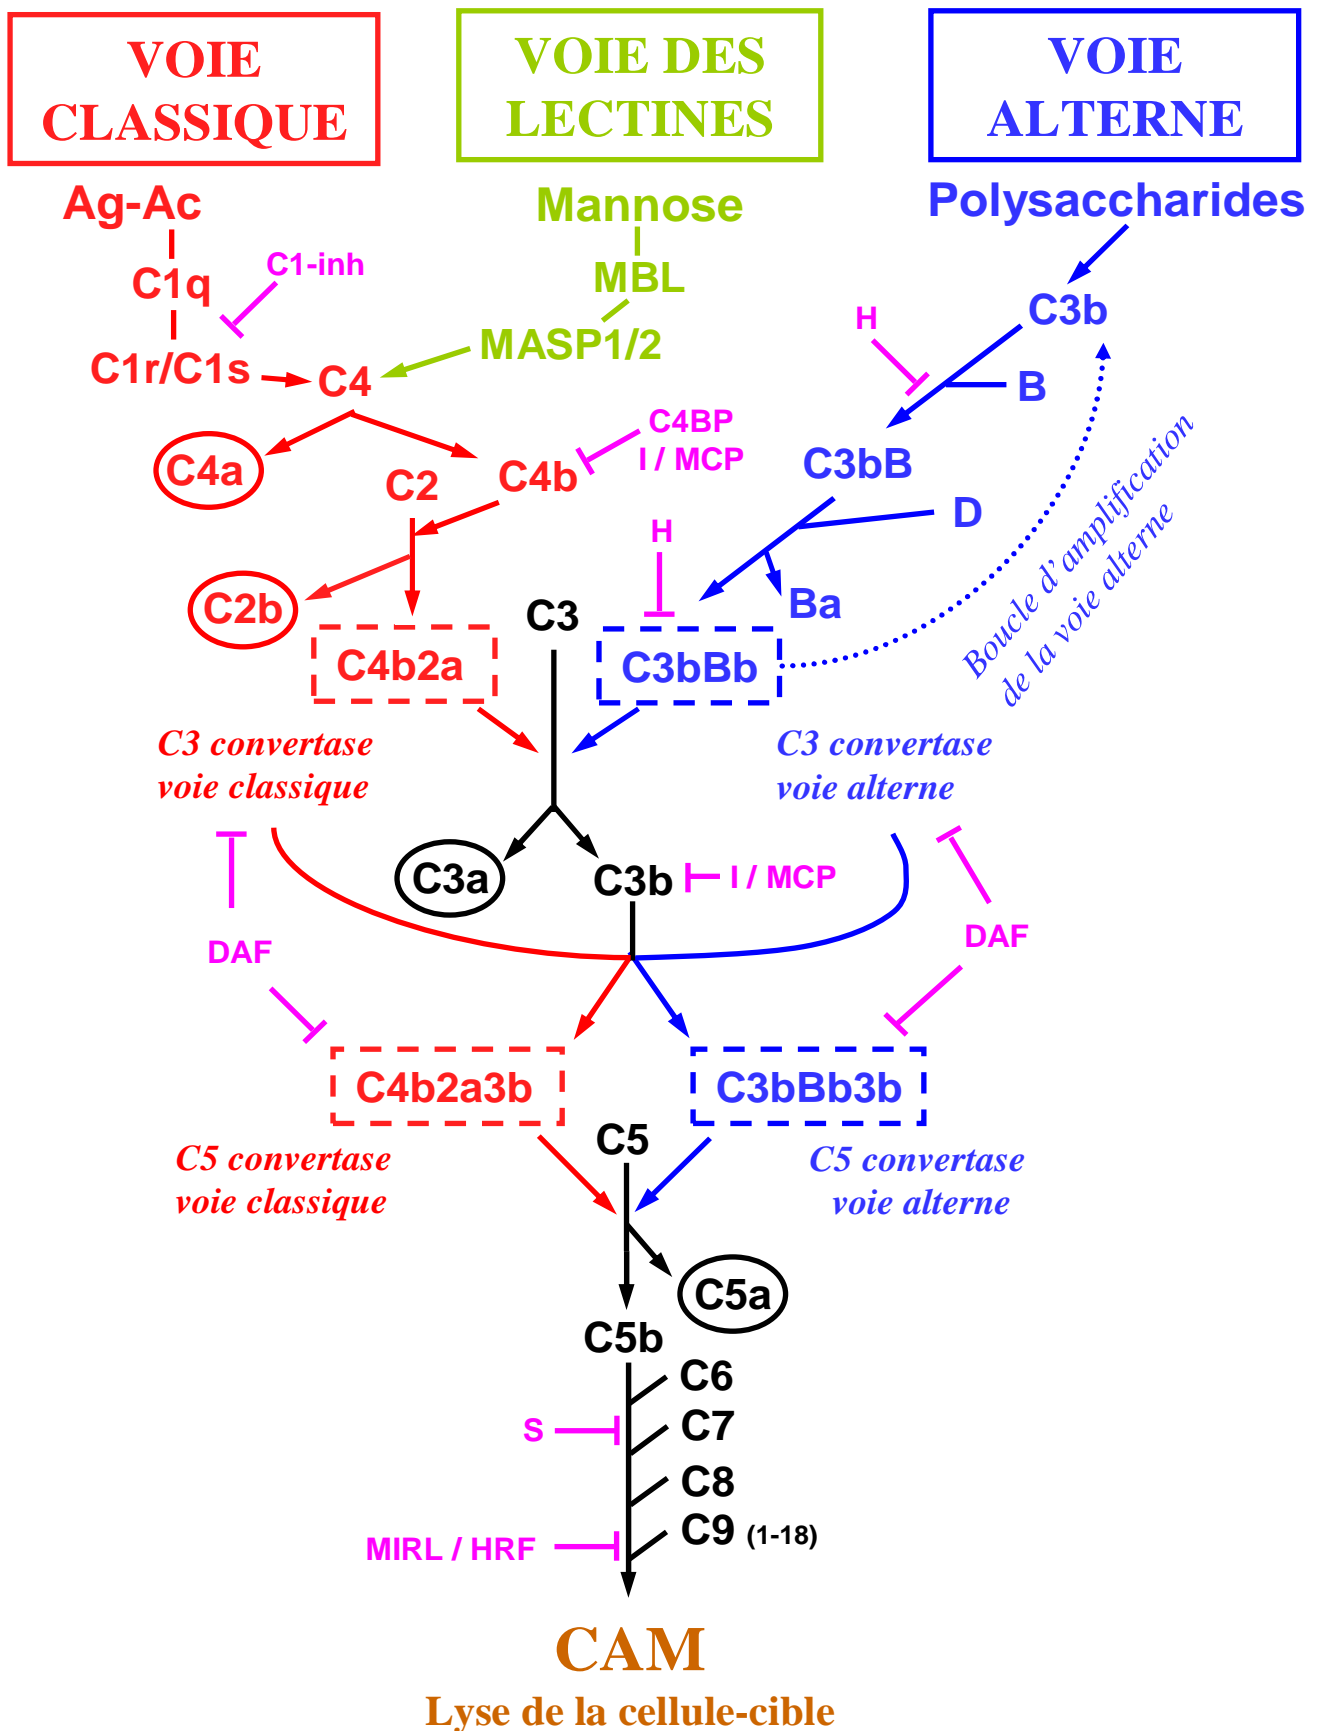 VOIE
CLASSIQUE
VOIE DES
LECTINES
VOIE
ALTERNE
Ag-Ac
Mannose
Polysaccharides
C1-inh
C1q
MBL
C3b
H
MASP1/2
C1r/C1s
C4
B
C4BP
I / MCP
C4a
C2
C4b
C3bB
D
H
Boucle d'amplification
de la voie alterne
C2b
C3
Ba
C4b2a
C3bBb
C3 convertase
voie classique
C3 convertase
voie alterne
C3a
C3b
I / MCP
DAF
DAF
C4b2a3b
C3bBb3b
C5
C5 convertase
voie classique
C5 convertase
voie alterne
C5a
C5b
C6
S
C7
C8
C9 (1-18)
MIRL / HRF
CAM
Lyse de la cellule-cible